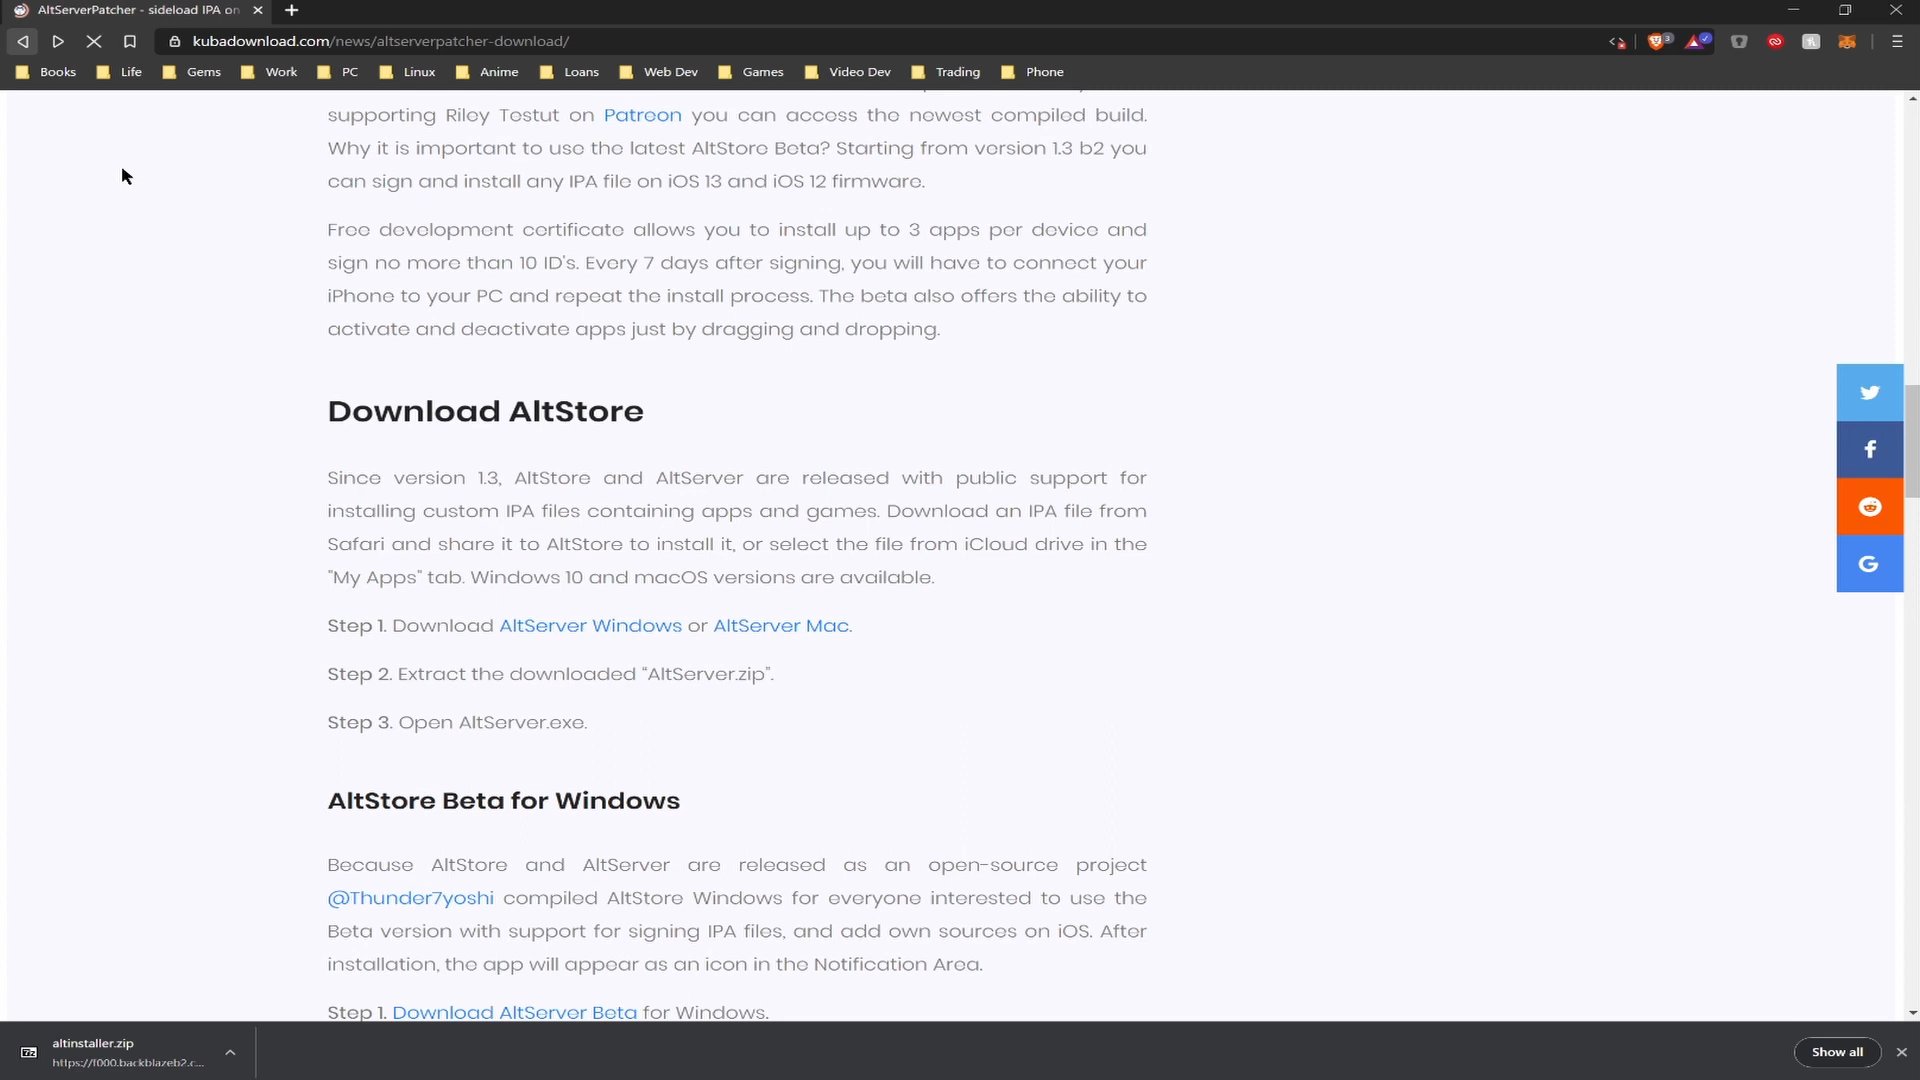 AltServerPatcher - sideload IPA on
kubadownload.com/news/altserverpatcher-download/
3
Books Life Gems Work PC Linux Anime Loans Web Dev Games Video Dev Trading Phone
supporting Riley Testut on Patreon you can access the newest compiled build.
Why it is important to use the latest AltStore Beta? Starting from version 1.3 b2 you
can sign and install any IPA file on iOS 13 and iOS 12 firmware.
Free development certificate allows you to install up to 3 apps per device and
sign no more than 10 ID's. Every 7 days after signing, you will have to connect your
iPhone to your PC and repeat the install process. The beta also offers the ability to
activate and deactivate apps just by dragging and dropping.
Download AltStore
Since version 1.3, AltStore and AltServer are released with public support for
installing custom IPA files containing apps and games. Download an IPA file from
Safari and share it to AltStore to install it, or select the file from iCloud drive in the
"My Apps" tab. Windows 10 and macOS versions are available.
Step 1. Download AltServer Windows or AltServer Mac.
Step 2. Extract the downloaded “AltServer.zip”.
Step 3. Open AltServer.exe.
AltStore Beta for Windows
Because AltStore and AltServer are released as an open-source project
@Thunder7yoshi compiled AltStore Windows for everyone interested to use the
Beta version with support for signing IPA files, and add own sources on iOS. After
installation, the app will appear as an icon in the Notification Area.
Step 1. Download AltServer Beta for Windows.
altinstaller.zip
https://f000.backblazeb2.c...
Show all